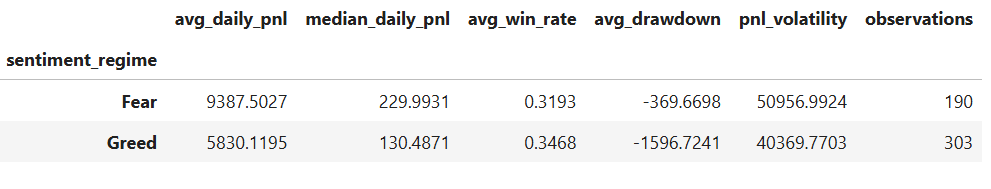 avg_daily_pnl median_daily_pnl avg_win_rate avg_drawdown pnl_volatility observations
sentiment_regime
Fear 9387.5027 229.9931 0.3193 -369.6698 50956.9924 190
Greed 5830.1195 130.4871 0.3468 -1596.7241 40369.7703 303